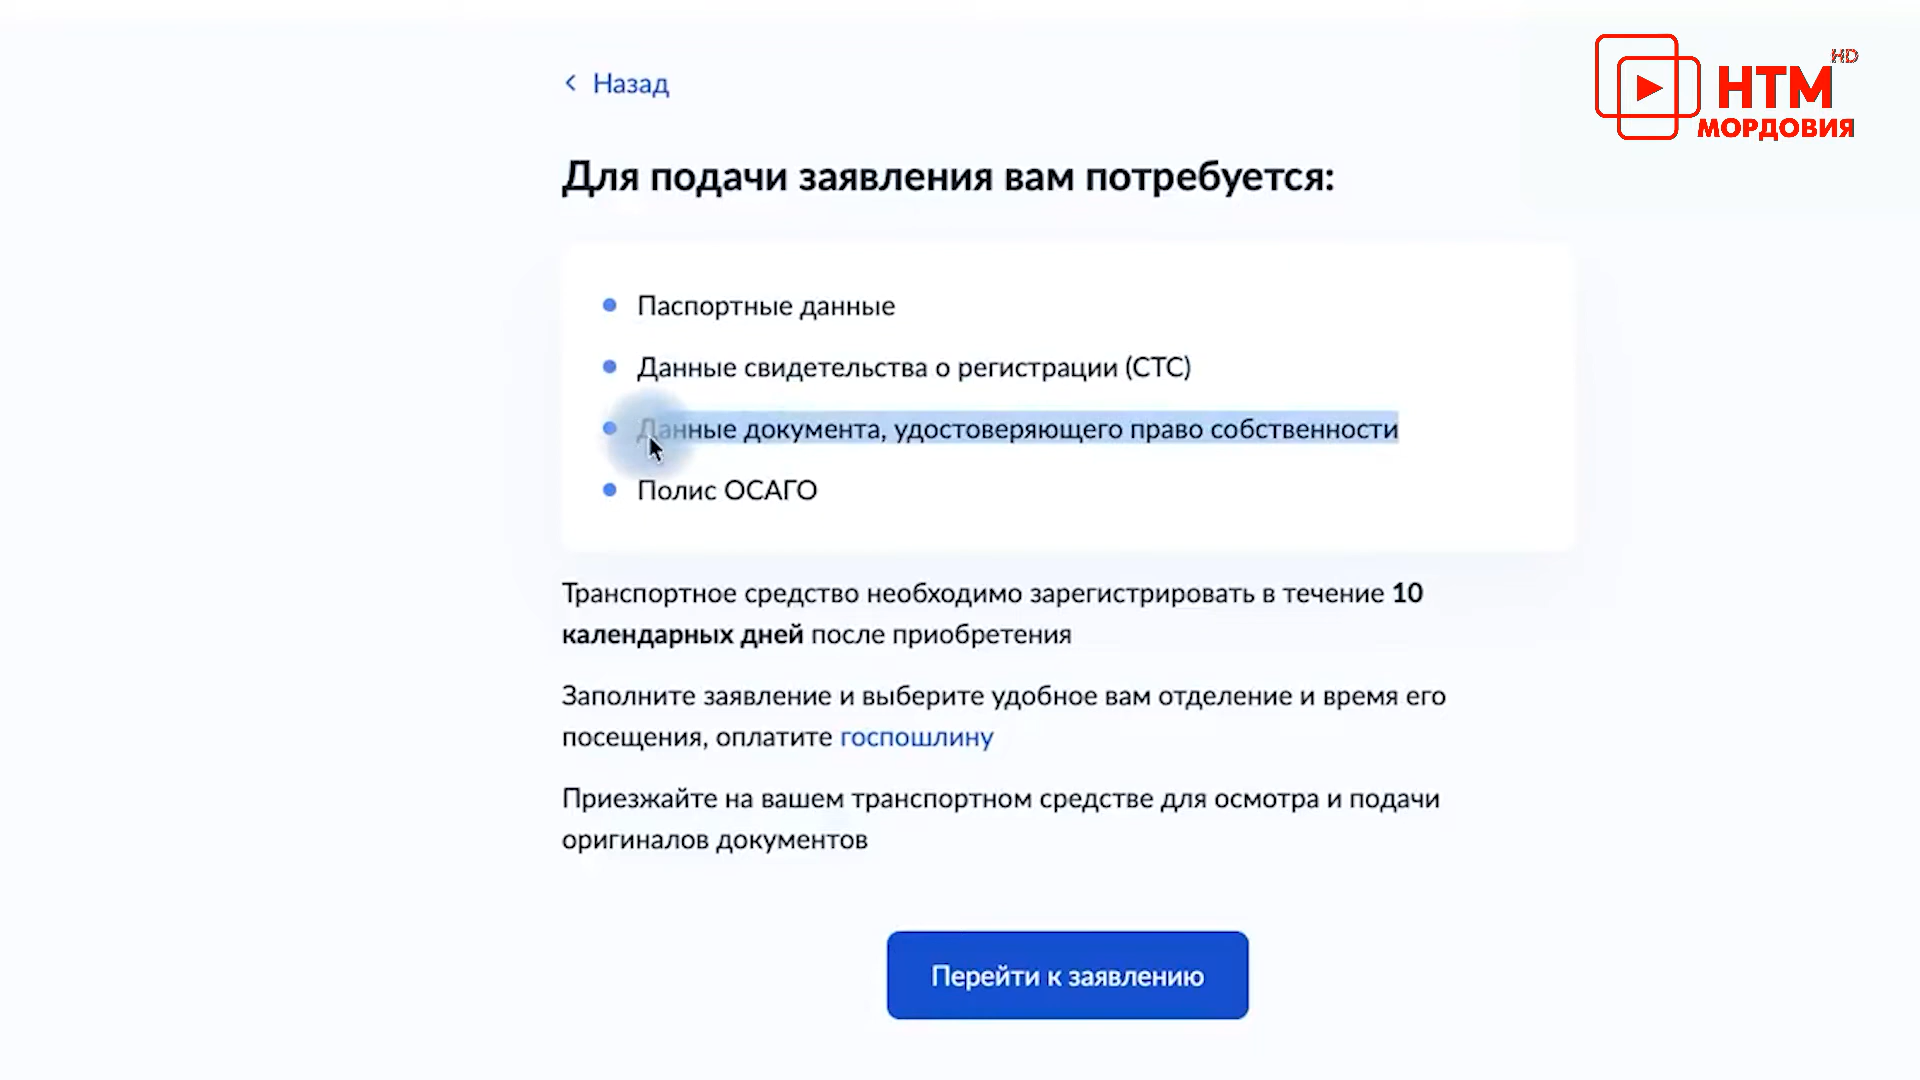 Назад
НТМ HD
МОРДОВИЯ
Для подачи заявления вам потребуется:
Паспортные данные
Данные свидетельства о регистрации (СТС)
Данные документа, удостоверяющего право собственности
Полис ОСАГО
Транспортное средство необходимо зарегистрировать в течение 10
календарных дней после приобретения
Заполните заявление и выберите удобное вам отделение и время его
посещения, оплатите госпошлину
Приезжайте на вашем транспортном средстве для осмотра и подачи
оригиналов документов
Перейти к заявлению